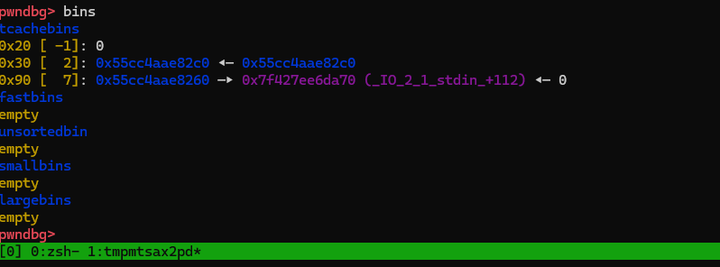 pwndbg> bins
tcachebins
0x20 [ -1]: 0
0x30 [  2]: 0x55cc4aae82c0 ◂— 0x55cc4aae82c0
0x90 [  7]: 0x55cc4aae8260 —▸ 0x7f427ee6da70 (_IO_2_1_stdin_+112) ◂— 0
fastbins
empty
unsortedbin
empty
smallbins
empty
largebins
empty
pwndbg>
[0] 0:zsh- 1:tmpmtsax2pd*